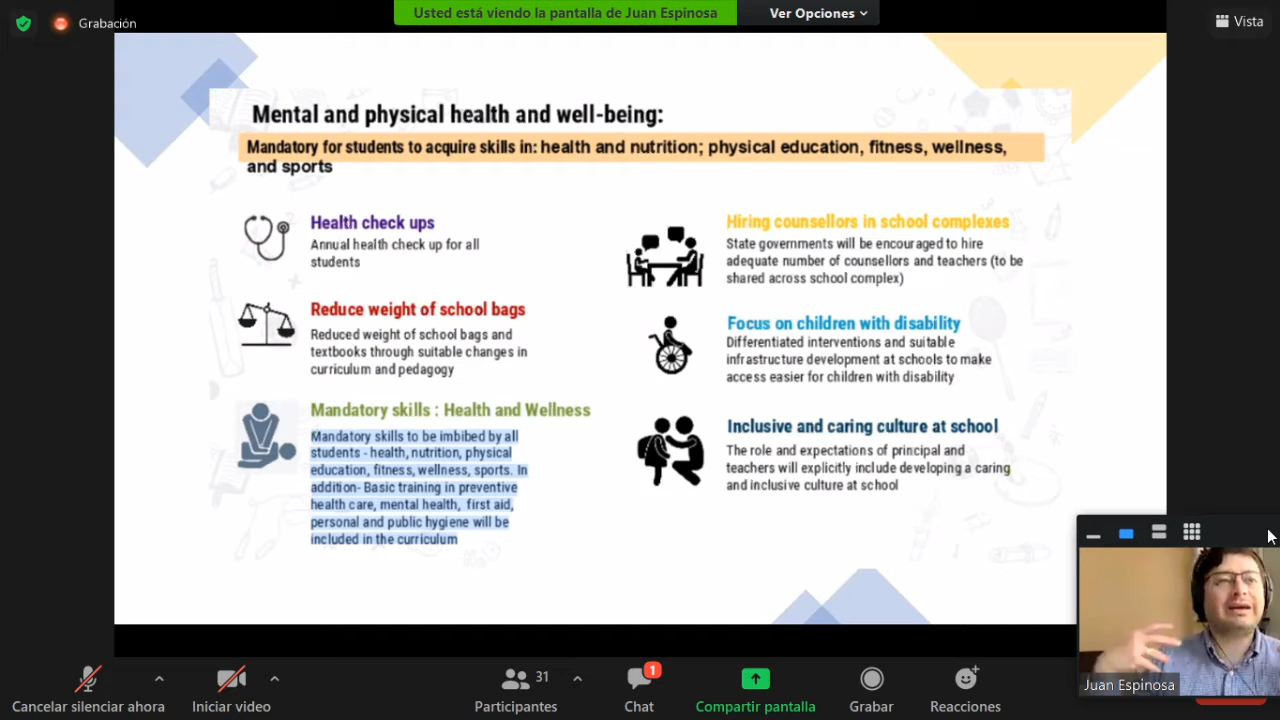 Grabación
Usted está viendo la pantalla de Juan Espinosa
Ver Opciones
Vista
Mental and physical health and well-being:
Mandatory for students to acquire skills in: health and nutrition; physical education, fitness, wellness,
and sports
Health check ups
Annual health check up for all
students
Reduce weight of school bags
Reduced weight of school bags and
textbooks through suitable changes in
curriculum and pedagogy
Mandatory skills : Health and Wellness
Mandatory skills to be imbibed by all
students - health, nutrition, physical
education, fitness, wellness, sports. In
addition- Basic training in preventive
health care, mental health, first aid,
personal and public hygiene will be
included in the curriculum
Hiring counsellors in school complexes
State governments will be encouraged to hire
adequate number of counsellors and teachers (to be
shared across school complex)
Focus on children with disability
Differentiated interventions and suitable
infrastructure development at schools to make
access easier for children with disability
Inclusive and caring culture at school
The role and expectations of principal and
teachers will explicitly include developing a caring
and inclusive culture at school
Juan Espinosa
Cancelar silenciar ahora
Iniciar video
31
Participantes
1
Chat
Compartir pantalla
Grabar
Reacciones